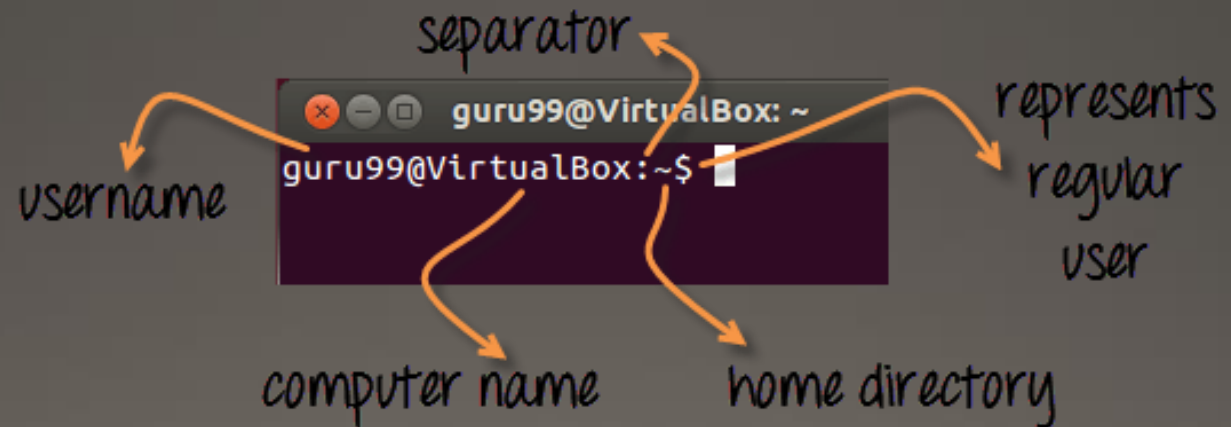 separator
guru99@VirtualBox: ~
represents
regular
user
guru99@VirtualBox:~$
username
computer name
home directory